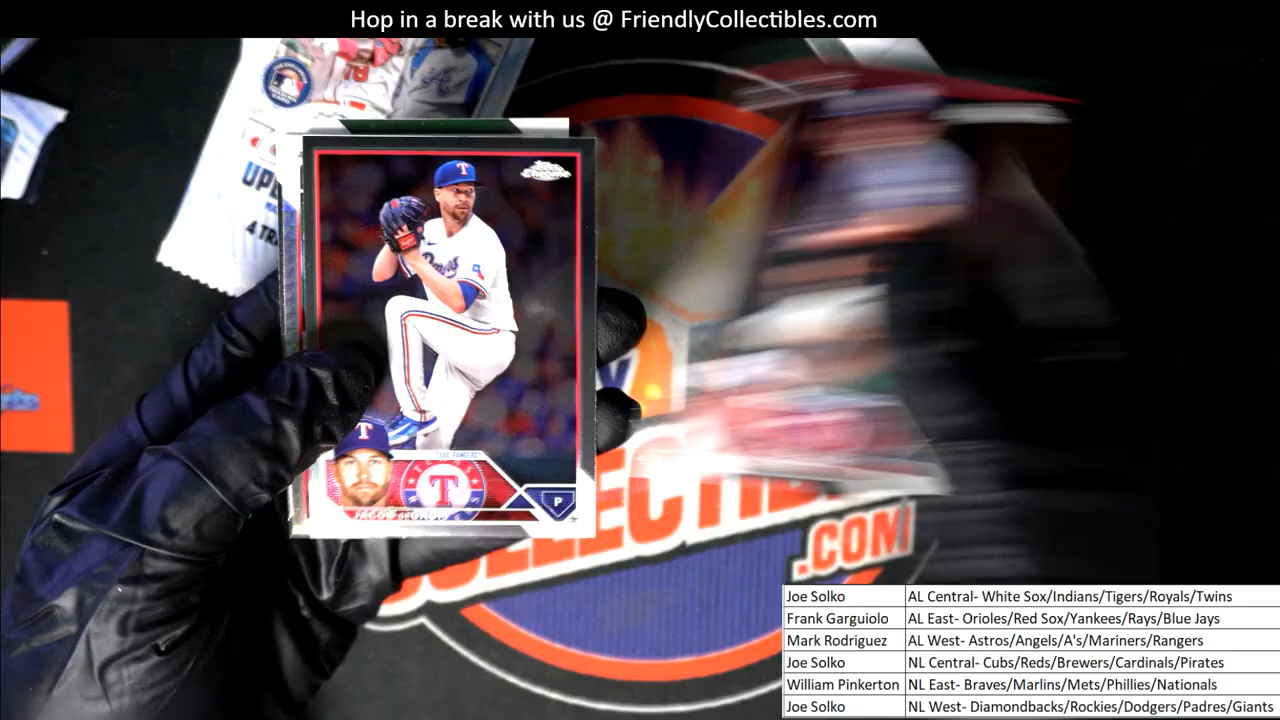 Hop in a break with us @ FriendlyCollectibles.com
T
T
TEXAS RANGERS
T
P
.COM
Joe Solko AL Central- White Sox/Indians/Tigers/Royals/Twins
Frank Garguiolo AL East- Orioles/Red Sox/Yankees/Rays/Blue Jays
Mark Rodriguez AL West- Astros/Angels/A's/Mariners/Rangers
Joe Solko NL Central- Cubs/Reds/Brewers/Cardinals/Pirates
William Pinkerton NL East- Braves/Marlins/Mets/Phillies/Nationals
Joe Solko NL West- Diamondbacks/Rockies/Dodgers/Padres/Giants